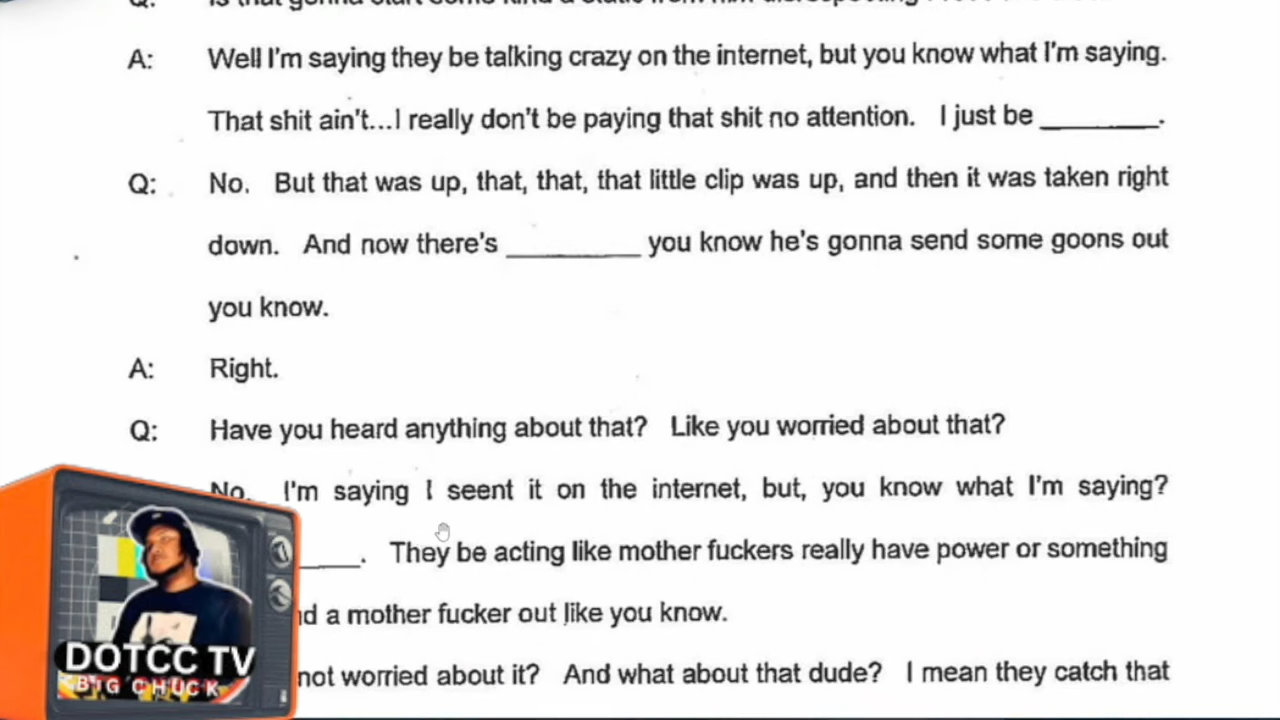 A: Well I'm saying they be talking crazy on the internet, but you know what I'm saying.
That shit ain't...I really don't be paying that shit no attention. I just be ________.
Q: No. But that was up, that, that, that little clip was up, and then it was taken right
down. And now there's ________ you know he's gonna send some goons out
you know.
A: Right.
Q: Have you heard anything about that? Like you worried about that?
No. I'm saying I seent it on the internet, but, you know what I'm saying?
____. They be acting like mother fuckers really have power or something
a mother fucker out like you know.
not worried about it? And what about that dude? I mean they catch that
DOTCC TV
BIG CHUCK